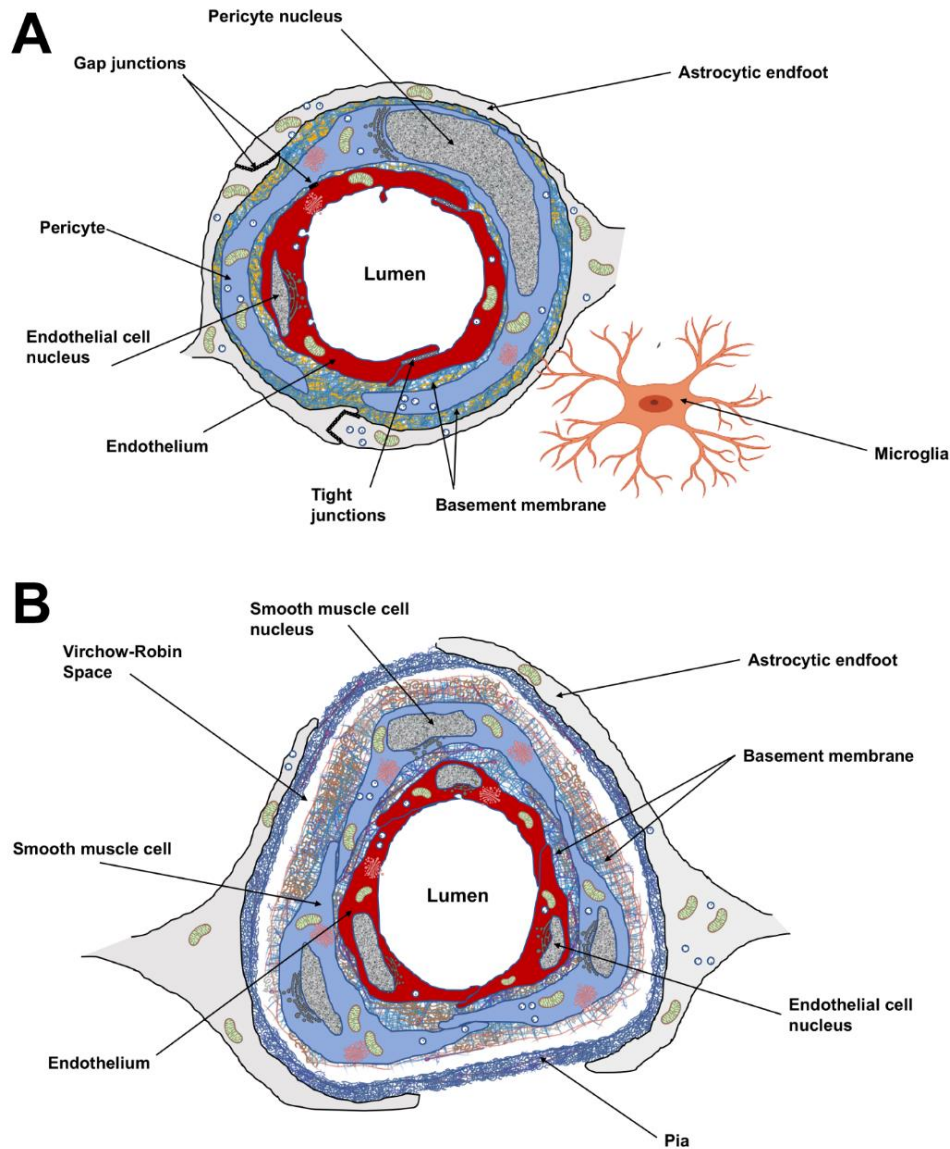 A
Pericyte nucleus
Gap junctions
Astrocytic endfoot
Pericyte
Lumen
Endothelial cell
nucleus
Endothelium
Tight
junctions
Basement membrane
Microglia
B
Smooth muscle cell
nucleus
Virchow-Robin
Space
Astrocytic endfoot
Basement membrane
Smooth muscle cell
Lumen
Endothelial cell
nucleus
Endothelium
Pia